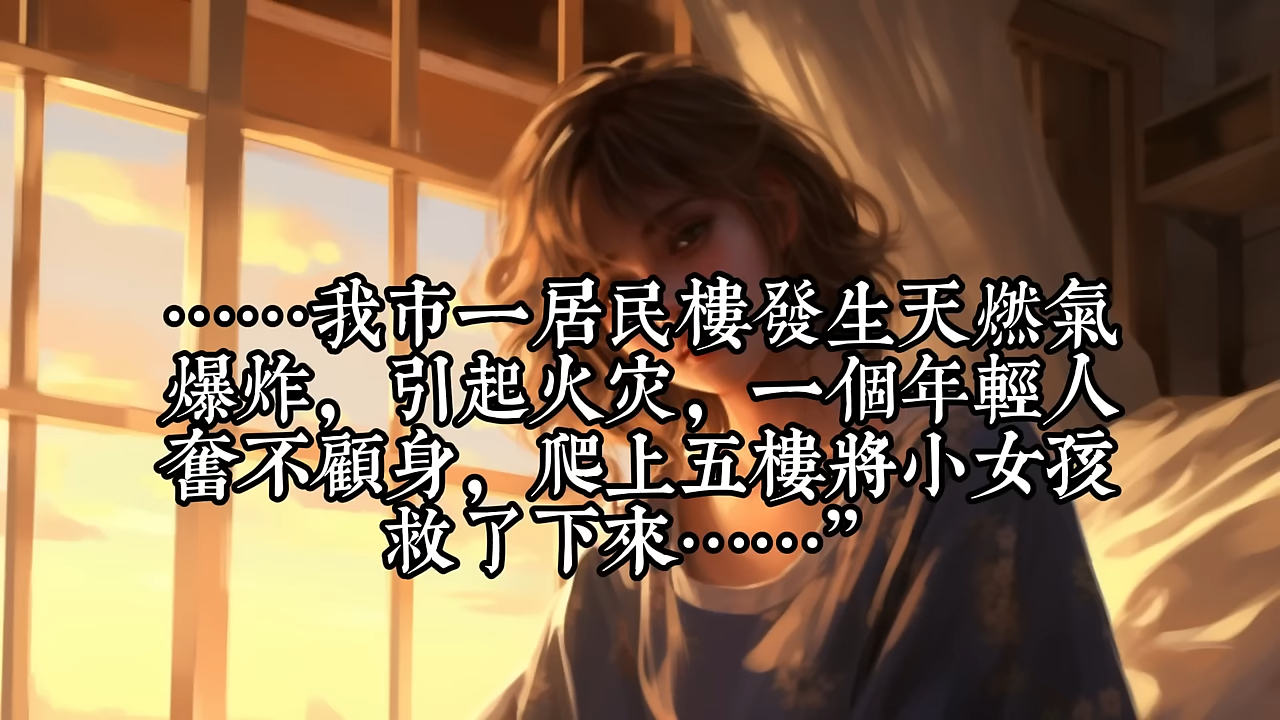 ……我市一居民樓發生天燃氣
爆炸，引起火灾，一個年輕人
奮不顧身，爬上五樓將小女孩
救了下來……”